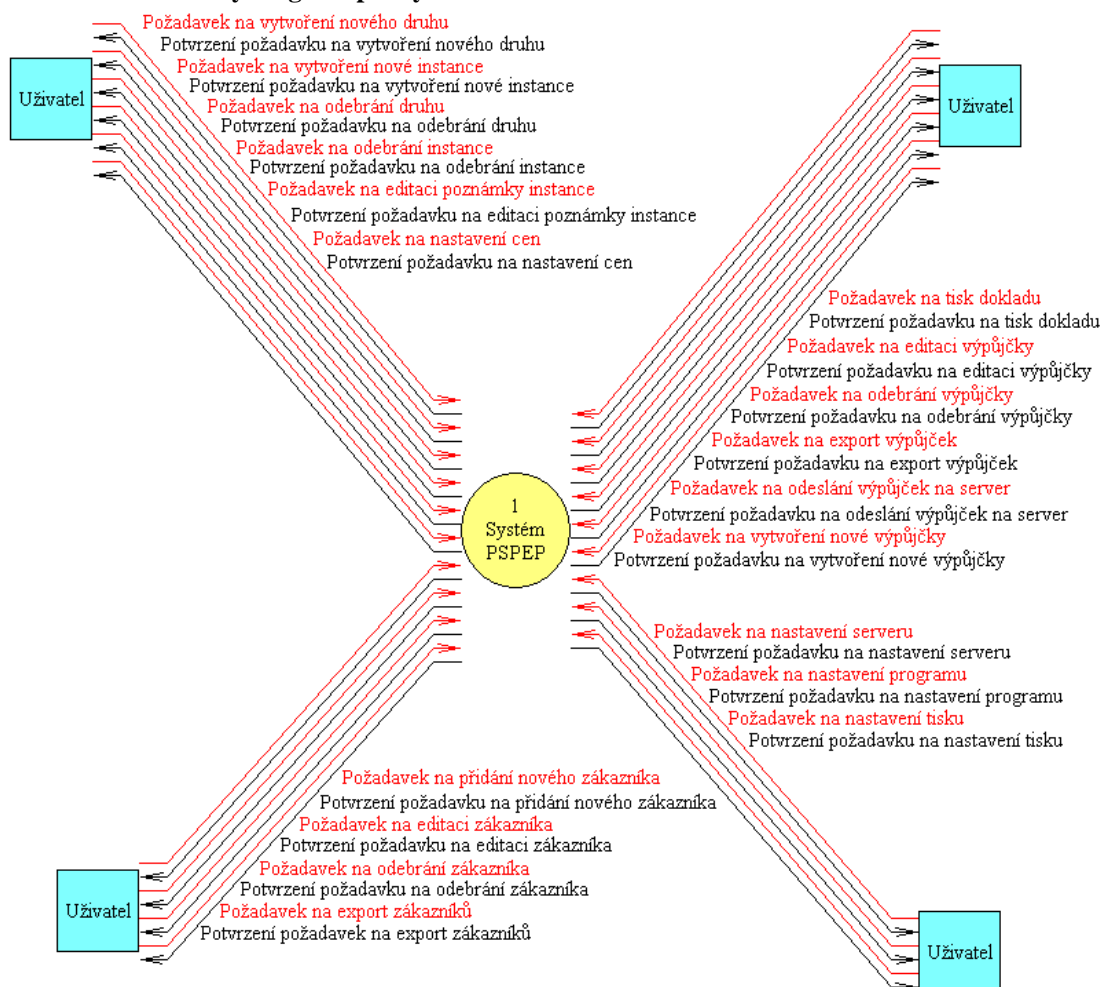 Požadavek na vytvoření nového druhu
Potvrzení požadavku na vytvoření nového druhu
Požadavek na vytvoření nové instance
Potvrzení požadavku na vytvoření nové instance
Požadavek na odebrání druhu
Potvrzení požadavku na odebrání druhu
Požadavek na odebrání instance
Potvrzení požadavku na odebrání instance
Požadavek na editaci poznámky instance
Potvrzení požadavku na editaci poznámky instance
Požadavek na nastavení cen
Potvrzení požadavku na nastavení cen
Uživatel
Uživatel
Požadavek na tisk dokladu
Potvrzení požadavku na tisk dokladu
Požadavek na editaci výpůjčky
Potvrzení požadavku na editaci výpůjčky
Požadavek na odebrání výpůjčky
Potvrzení požadavku na odebrání výpůjčky
Požadavek na export výpůjček
Potvrzení požadavku na export výpůjček
Požadavek na odeslání výpůjček na server
Potvrzení požadavku na odeslání výpůjček na server
Požadavek na vytvoření nové výpůjčky
Potvrzení požadavku na vytvoření nové výpůjčky
1
Systém
PSPEP
Požadavek na nastavení serveru
Potvrzení požadavku na nastavení serveru
Požadavek na nastavení programu
Potvrzení požadavku na nastavení programu
Požadavek na nastavení tisku
Potvrzení požadavku na nastavení tisku
Požadavek na přidání nového zákazníka
Potvrzení požadavku na přidání nového zákazníka
Požadavek na editaci zákazníka
Potvrzení požadavku na editaci zákazníka
Požadavek na odebrání zákazníka
Potvrzení požadavku na odebrání zákazníka
Požadavek na export zákazníků
Potvrzení požadavek na export zákazníků
Uživatel
Uživatel